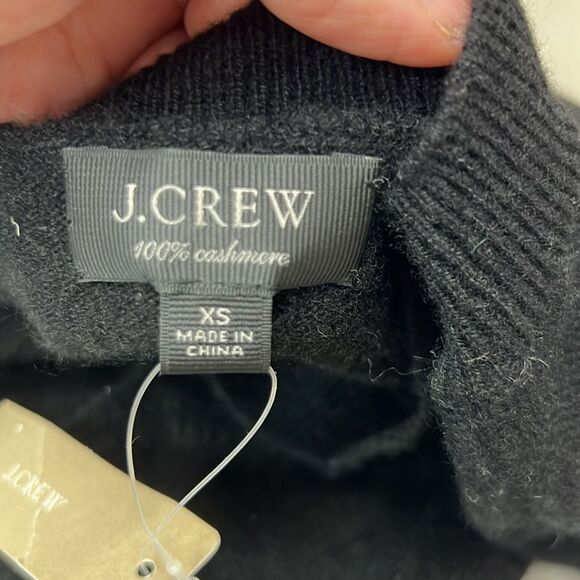 J.CREW
100% cashmere
XS
MADE IN
CHINA
J.CREW